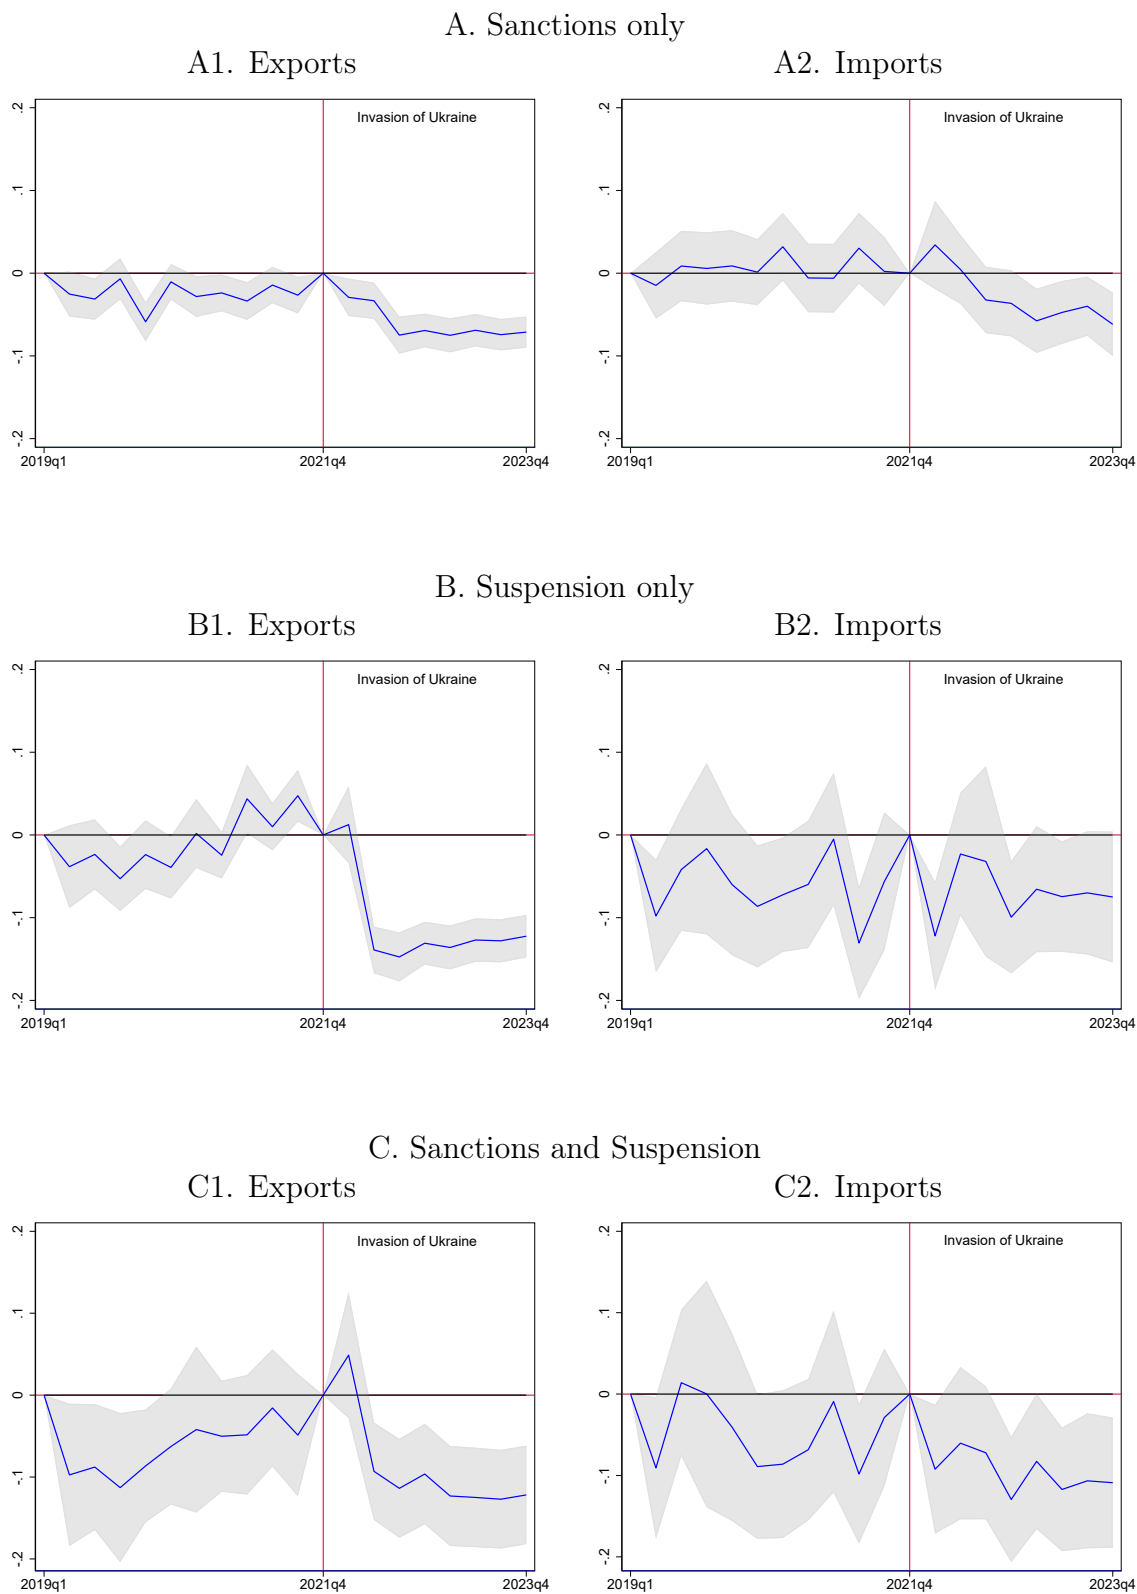 A. Sanctions only
A1. Exports
A2. Imports
.2
.1
0
-.1
-.2
Invasion of Ukraine
2019q1
2021q4
2023q4
.2
.1
0
-.1
-.2
Invasion of Ukraine
2019q1
2021q4
2023q4
B. Suspension only
B1. Exports
B2. Imports
.2
.1
0
-.1
-.2
Invasion of Ukraine
2019q1
2021q4
2023q4
.2
.1
0
-.1
-.2
Invasion of Ukraine
2019q1
2021q4
2023q4
C. Sanctions and Suspension
C1. Exports
C2. Imports
.2
.1
0
-.1
-.2
Invasion of Ukraine
2019q1
2021q4
2023q4
.2
.1
0
-.1
-.2
Invasion of Ukraine
2019q1
2021q4
2023q4